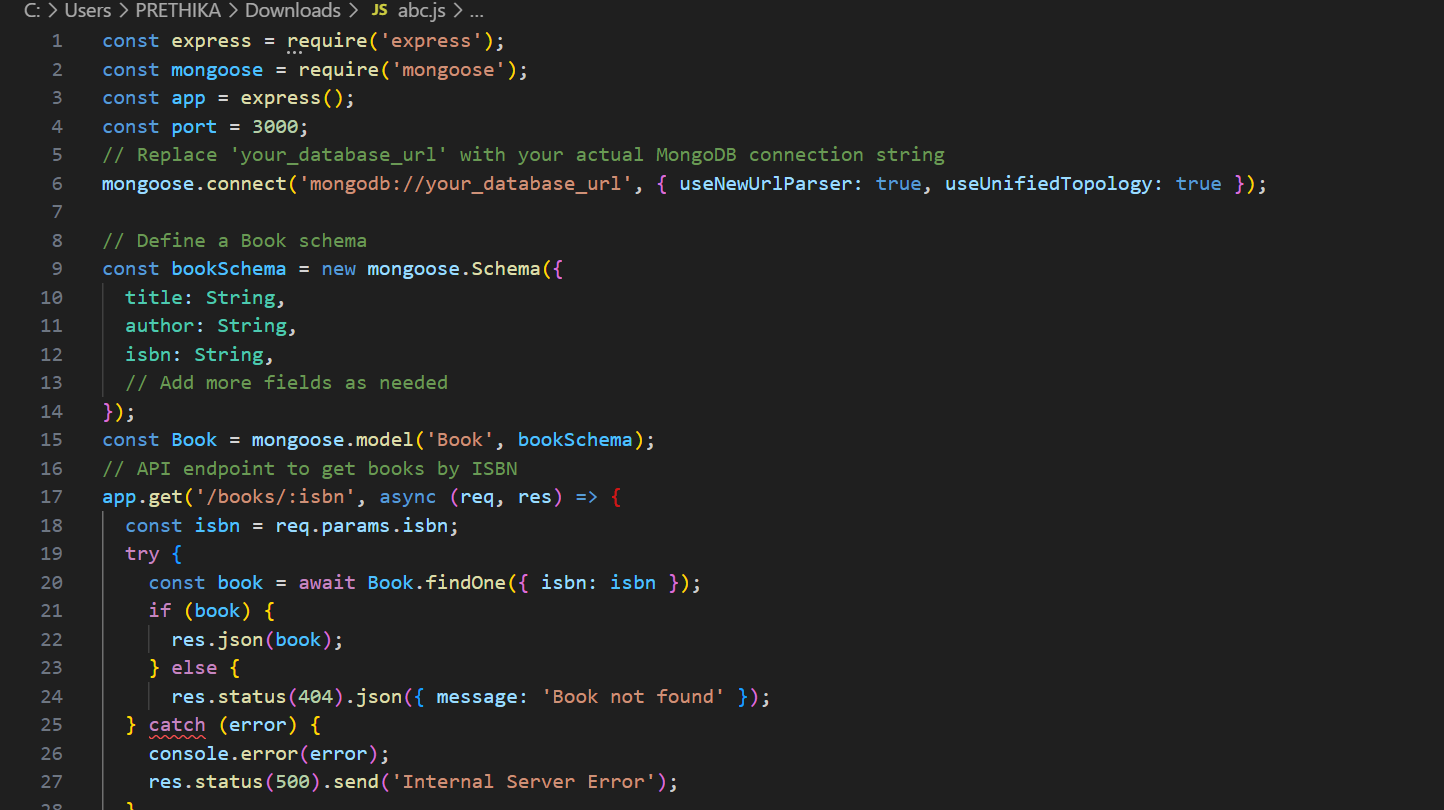 C: > Users > PRETHIKA > Downloads > JS abc.js > ...
1 const express = require('express');
2 const mongoose = require('mongoose');
3 const app = express();
4 const port = 3000;
5 // Replace 'your_database_url' with your actual MongoDB connection string
6 mongoose.connect('mongodb://your_database_url', { useNewUrlParser: true, useUnifiedTopology: true });
7
8 // Define a Book schema
9 const bookSchema = new mongoose.Schema({
10   title: String,
11   author: String,
12   isbn: String,
13   // Add more fields as needed
14 });
15 const Book = mongoose.model('Book', bookSchema);
16 // API endpoint to get books by ISBN
17 app.get('/books/:isbn', async (req, res) => {
18   const isbn = req.params.isbn;
19   try {
20     const book = await Book.findOne({ isbn: isbn });
21     if (book) {
22       res.json(book);
23     } else {
24       res.status(404).json({ message: 'Book not found' });
25   } catch (error) {
26     console.error(error);
27     res.status(500).send('Internal Server Error');
28   }